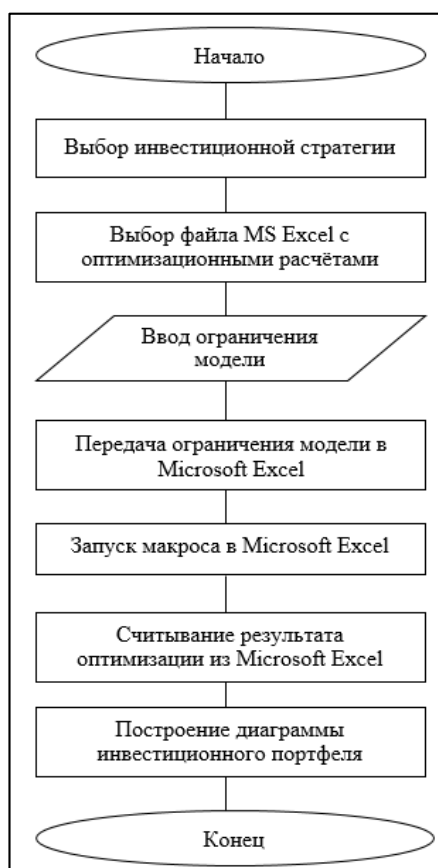 Начало
Выбор инвестиционной стратегии
Выбор файла MS Excel с
оптимизационными расчётами
Ввод ограничения
модели
Передача ограничения модели в
Microsoft Excel
Запуск макроса в Microsoft Excel
Считывание результата
оптимизации из Microsoft Excel
Построение диаграммы
инвестиционного портфеля
Конец